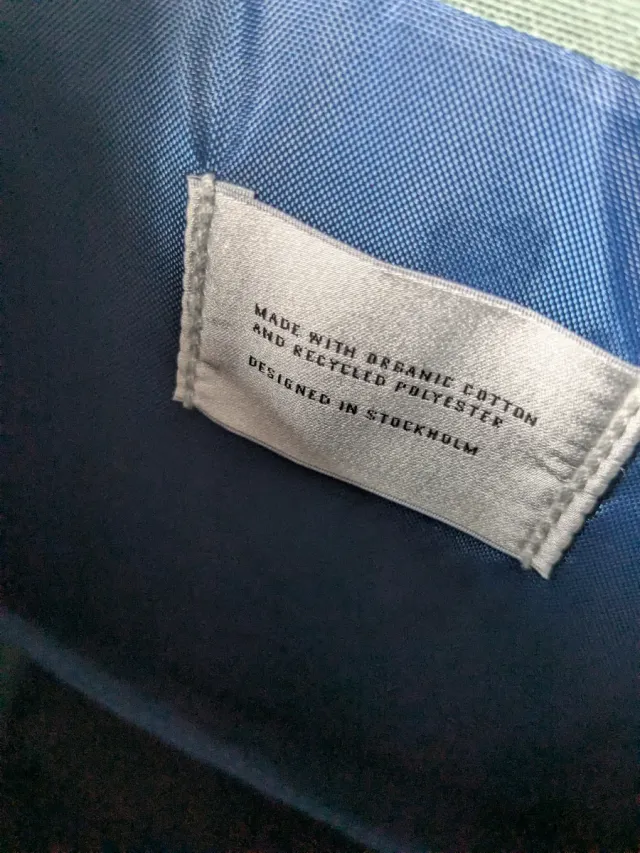 MADE WITH ORGANIC COTTON
AND RECYCLED POLYESTER
DESIGNED IN STOCKHOLM